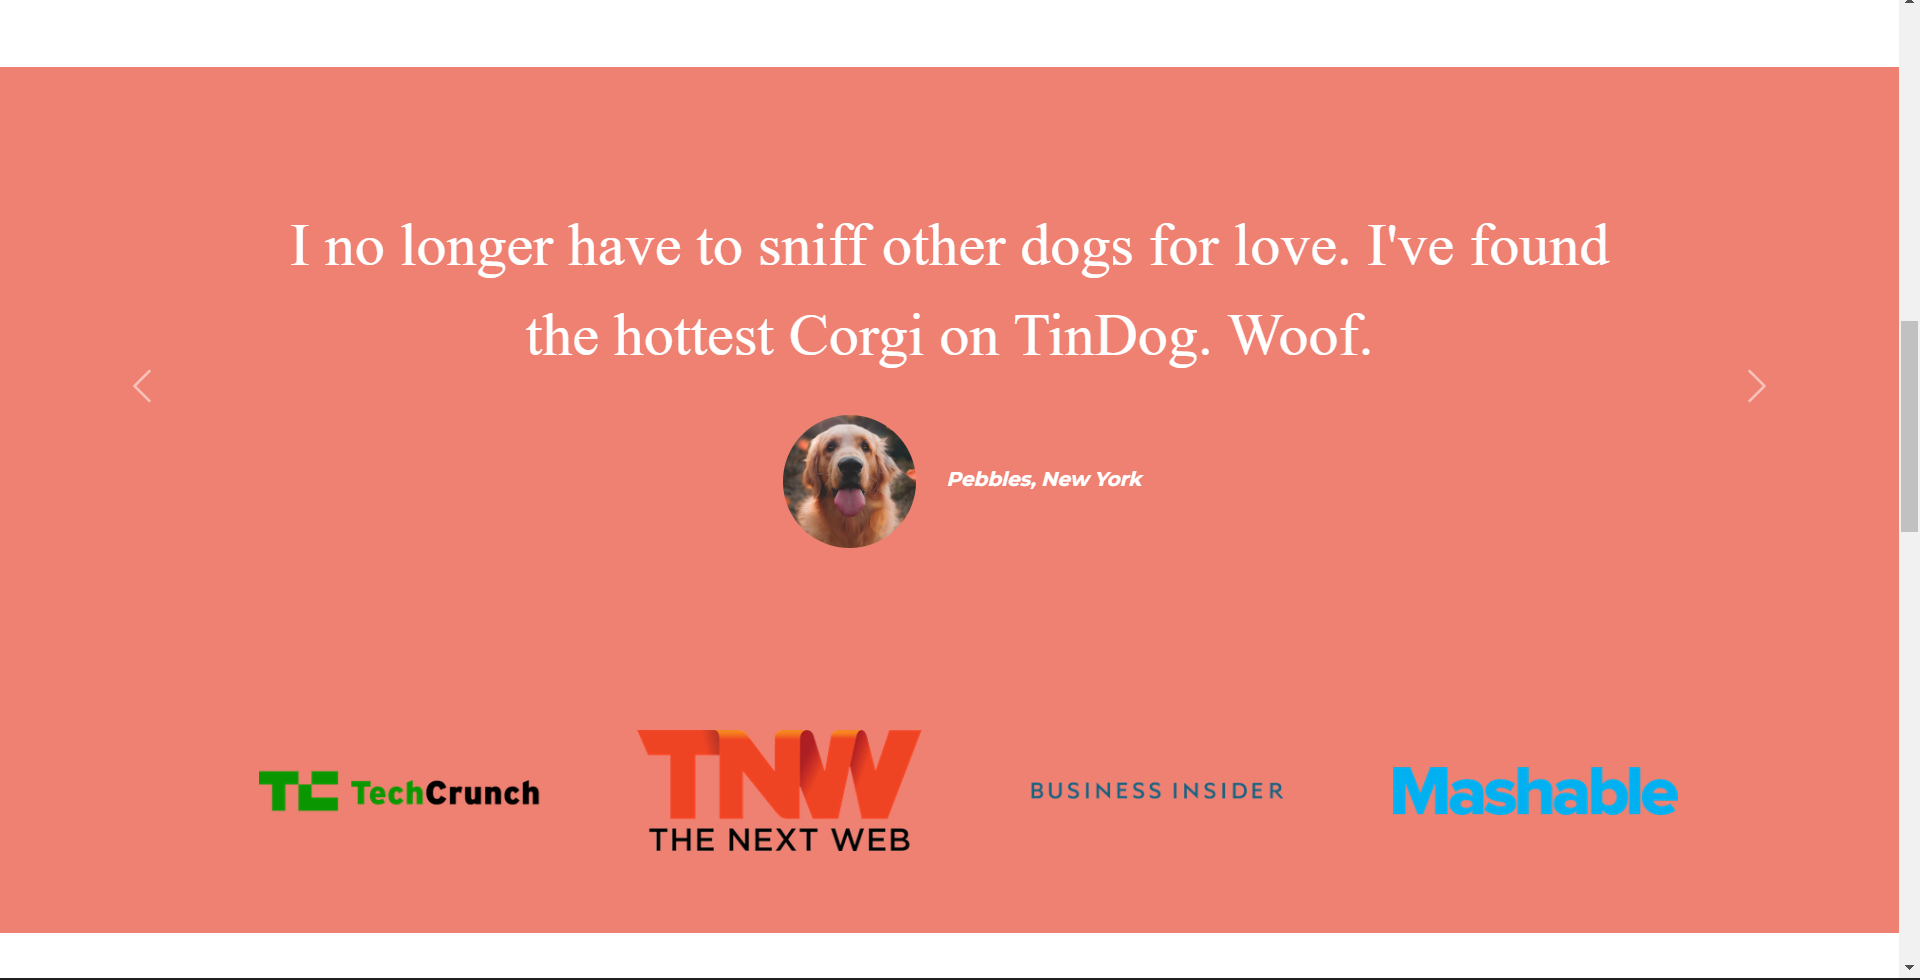 I no longer have to sniff other dogs for love. I've found
the hottest Corgi on TinDog. Woof.
Pebbles, New York
TC TechCrunch
TNW
THE NEXT WEB
BUSINESS INSIDER
Mashable